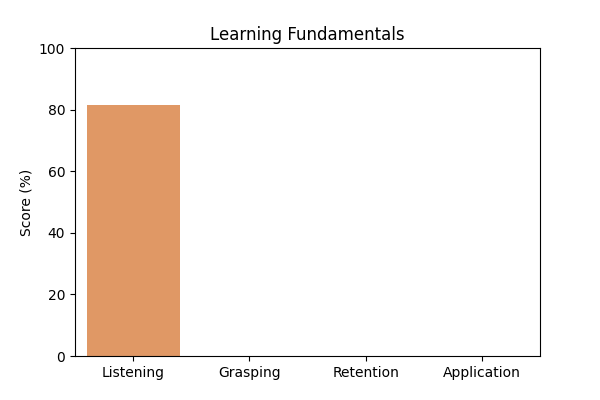 Learning Fundamentals
Score (%)
100
80
60
40
20
0
Listening Grasping Retention Application